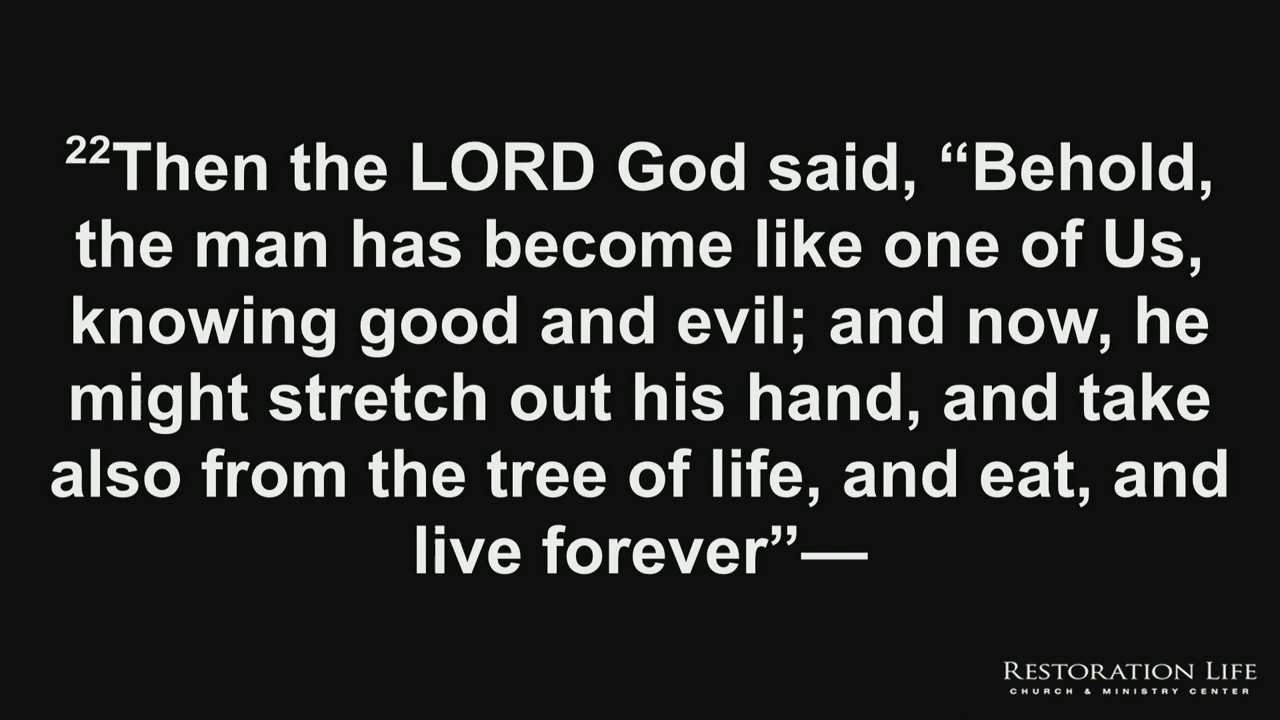 ²²Then the LORD God said, “Behold,
the man has become like one of Us,
knowing good and evil; and now, he
might stretch out his hand, and take
also from the tree of life, and eat, and
live forever”—
RESTORATION LIFE
CHURCH & MINISTRY CENTER